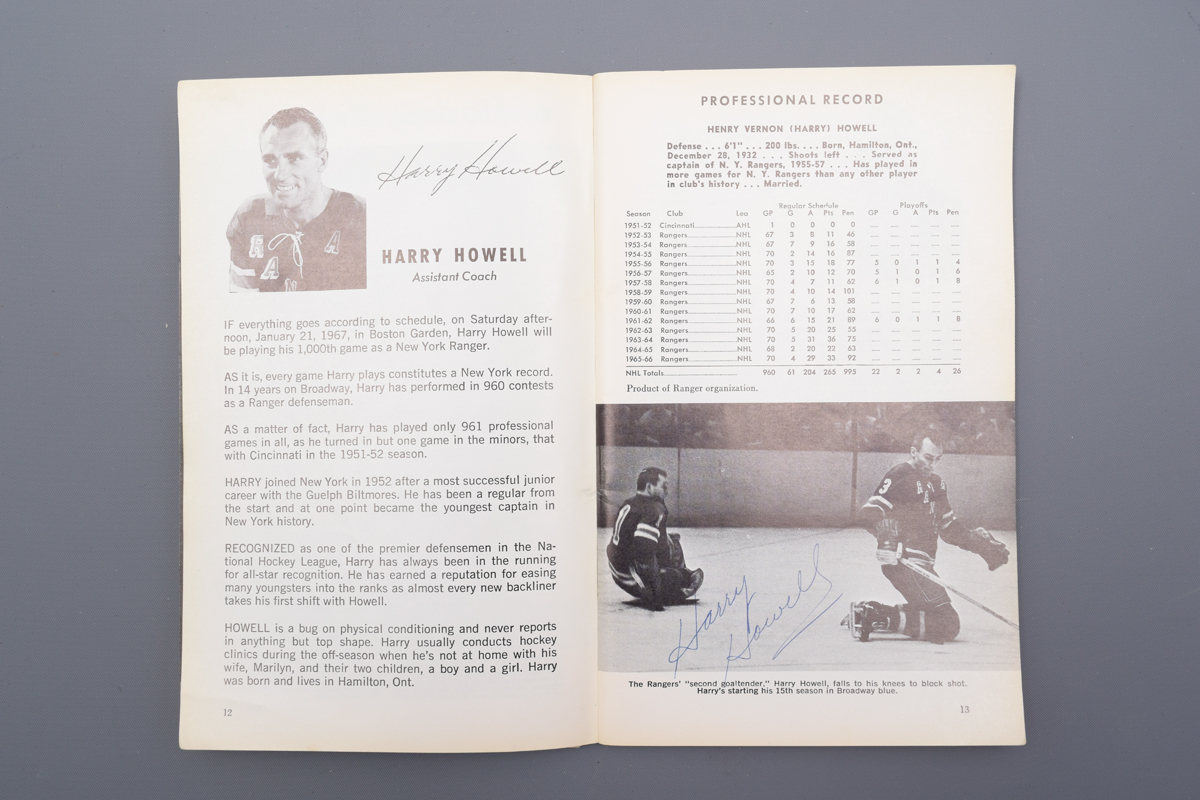 Harry Howell
HARRY HOWELL
Assistant Coach
IF everything goes according to schedule, on Saturday after-
noon, January 21, 1967, in Boston Garden, Harry Howell will
be playing his 1,000th game as a New York Ranger.
AS it is, every game Harry plays constitutes a New York record.
In 14 years on Broadway, Harry has performed in 960 contests
as a Ranger defenseman.
AS a matter of fact, Harry has played only 961 professional
games in all, as he turned in but one game in the minors, that
with Cincinnati in the 1951-52 season.
HARRY joined New York in 1952 after a most successful junior
career with the Guelph Biltmores. He has been a regular from
the start and at one point became the youngest captain in
New York history.
RECOGNIZED as one of the premier defensemen in the Na-
tional Hockey League, Harry has always been in the running
for all-star recognition. He has earned a reputation for easing
many youngsters into the ranks as almost every new backliner
takes his first shift with Howell.
HOWELL is a bug on physical conditioning and never reports
in anything but top shape. Harry usually conducts hockey
clinics during the off-season when he's not at home with his
wife, Marilyn, and their two children, a boy and a girl. Harry
was born and lives in Hamilton, Ont.
12
PROFESSIONAL RECORD
HENRY VERNON (HARRY) HOWELL
Defense . . . 6'1" . . . 200 lbs. . . . Born, Hamilton, Ont.,
December 28, 1932 . . . Shoots left . . . Served as
captain of N. Y. Rangers, 1955-57 . . . Has played in
more games for N. Y. Rangers than any other player
in club's history . . . Married.
Regular Schedule Playoffs
Season Club Lea GP G A Pts Pen GP G A Pts Pen
1951-52 Cincinnati AHL 1 0 0 0 0 — — — — —
1952-53 Rangers NHL 67 3 8 11 46 — — — — —
1953-54 Rangers NHL 67 7 9 16 58 — — — — —
1954-55 Rangers NHL 70 2 14 16 87 — — — — —
1955-56 Rangers NHL 70 3 15 18 77 5 0 1 1 4
1956-57 Rangers NHL 65 2 10 12 70 5 1 0 1 6
1957-58 Rangers NHL 70 4 7 11 62 6 1 0 1 8
1958-59 Rangers NHL 70 4 10 14 101 — — — — —
1959-60 Rangers NHL 67 7 6 13 58 — — — — —
1960-61 Rangers NHL 70 7 10 17 62 — — — — —
1961-62 Rangers NHL 66 6 15 21 89 6 0 1 1 8
1962-63 Rangers NHL 70 5 20 25 55 — — — — —
1963-64 Rangers NHL 70 5 31 36 75 — — — — —
1964-65 Rangers NHL 68 2 20 22 63 — — — — —
1965-66 Rangers NHL 70 4 29 33 92 — — — — —
NHL Totals 960 61 204 265 995 22 2 2 4 26
Product of Ranger organization.
3
Harry
Howell
The Rangers' "second goaltender." Harry Howell, falls to his knees to block shot.
Harry's starting his 15th season in Broadway blue.
13